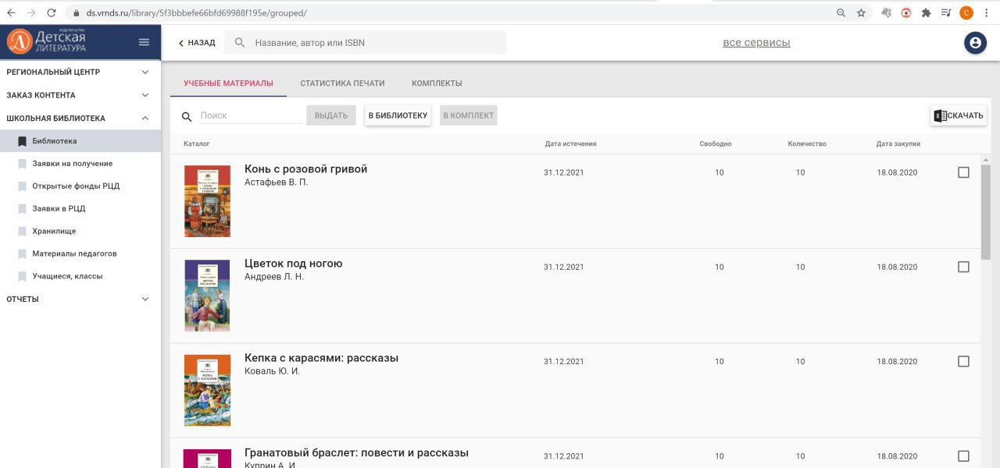 ds.vrnds.ru/library/5f3bbbefe66bfd69988f195e/grouped/
С
издательство
Детская
ЛИТЕРАТУРА
НАЗАД
Название, автор или ISBN
все сервисы
РЕГИОНАЛЬНЫЙ ЦЕНТР
ЗАКАЗ КОНТЕНТА
ШКОЛЬНАЯ БИБЛИОТЕКА
Библиотека
Заявки на получение
Открытые фонды РЦД
Заявки в РЦД
Хранилище
Материалы педагогов
Учащиеся, классы
ОТЧЕТЫ
УЧЕБНЫЕ МАТЕРИАЛЫ СТАТИСТИКА ПЕЧАТИ КОМПЛЕКТЫ
Поиск ВЫДАТЬ В БИБЛИОТЕКУ В КОМПЛЕКТ СКАЧАТЬ
Каталог Дата истечения Свободно Количество Дата закупки
Конь с розовой гривой 31.12.2021 10 10 18.08.2020
Астафьев В. П.
Цветок под ногою 31.12.2021 10 10 18.08.2020
Андреев Л. Н.
Кепка с карасями: рассказы 31.12.2021 10 10 18.08.2020
Коваль Ю. И.
Гранатовый браслет: повести и рассказы 31.12.2021 10 10 18.08.2020
Куприн А. И.